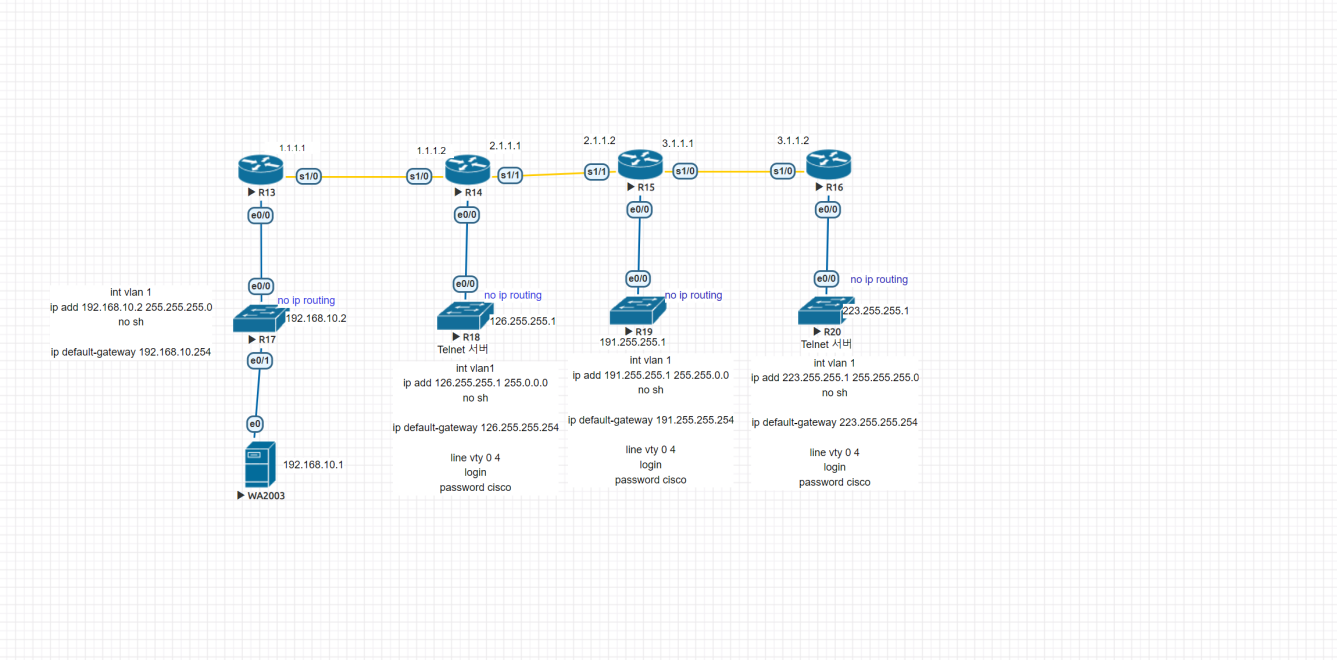 1.1.1.1
1.1.1.2
2.1.1.1
2.1.1.2
3.1.1.1
3.1.1.2
s1/0
s1/0
s1/1
s1/1
s1/0
s1/0
R13
R14
R15
R16
e0/0
e0/0
e0/0
e0/0
e0/0
e0/0
e0/0
e0/0
no ip routing
no ip routing
no ip routing
no ip routing
int vlan 1
ip add 192.168.10.2 255.255.255.0
no sh
ip default-gateway 192.168.10.254
192.168.10.2
R17
e0/1
e0
192.168.10.1
WA2003
126.255.255.1
R18
Telnet 서버
int vlan1
ip add 126.255.255.1 255.0.0.0
no sh
ip default-gateway 126.255.255.254
line vty 0 4
login
password cisco
R19
191.255.255.1
int vlan 1
ip add 191.255.255.1 255.255.0.0
no sh
ip default-gateway 191.255.255.254
line vty 0 4
login
password cisco
223.255.255.1
R20
Telnet 서버
int vlan 1
ip add 223.255.255.1 255.255.255.0
no sh
ip default-gateway 223.255.255.254
line vty 0 4
login
password cisco